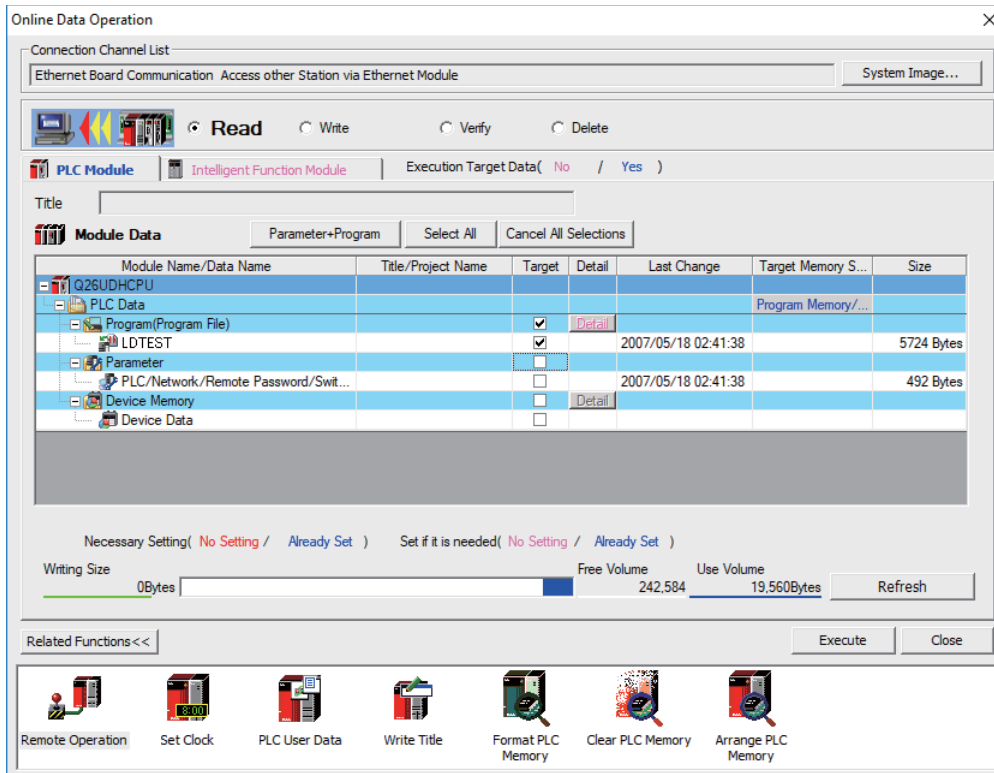 Online Data Operation
Connection Channel List
Ethernet Board Communication Access other Station via Ethernet Module
System Image...
Read Write Verify Delete
PLC Module Intelligent Function Module Execution Target Data( No / Yes )
Title
Module Data Parameter+Program Select All Cancel All Selections
Module Name/Data Name Title/Project Name Target Detail Last Change Target Memory S... Size
Q26UDHCPU
PLC Data Program Memory/...
Program(Program File) Detail
LDTEST 2007/05/18 02:41:38 5724 Bytes
Parameter
PLC/Network/Remote Password/Swit... 2007/05/18 02:41:38 492 Bytes
Device Memory Detail
Device Data
Necessary Setting( No Setting / Already Set ) Set if it is needed( No Setting / Already Set )
Writing Size Free Volume Use Volume
0Bytes 242,584 19,560Bytes Refresh
Related Functions<< Execute Close
8:00
Remote Operation Set Clock PLC User Data Write Title Format PLC Memory Clear PLC Memory Arrange PLC Memory